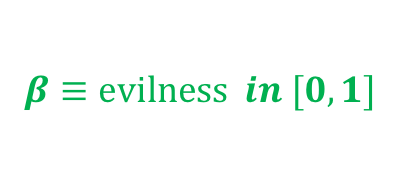 β ≡ evilness in [0,1]